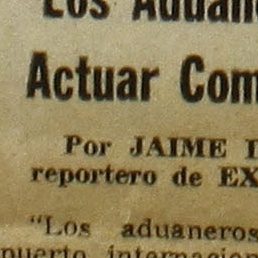 Los Aduan
Actuar Com
Por JAIME
reportero de EX
“Los aduaneros
puerto internacion